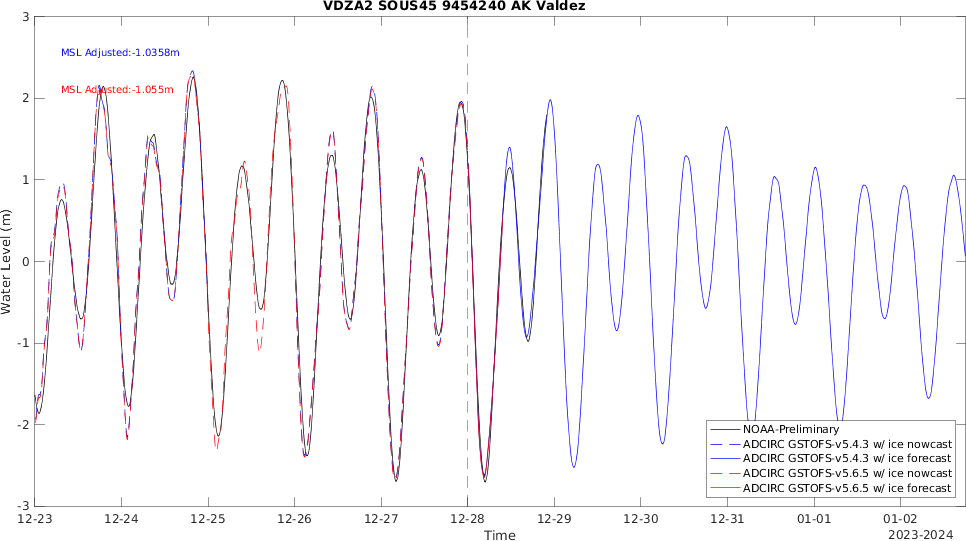 VDZA2 SOUS45 9454240 AK Valdez
MSL Adjusted:-1.0358m
MSL Adjusted:-1.055m
3
2
1
0
-1
-2
-3
Water Level (m)
NOAA-Preliminary
ADCIRC GSTOFS-v5.4.3 w/ ice nowcast
ADCIRC GSTOFS-v5.4.3 w/ ice forecast
ADCIRC GSTOFS-v5.6.5 w/ ice nowcast
ADCIRC GSTOFS-v5.6.5 w/ ice forecast
12-23 12-24 12-25 12-26 12-27 12-28 12-29 12-30 12-31 01-01 01-02
Time
2023-2024